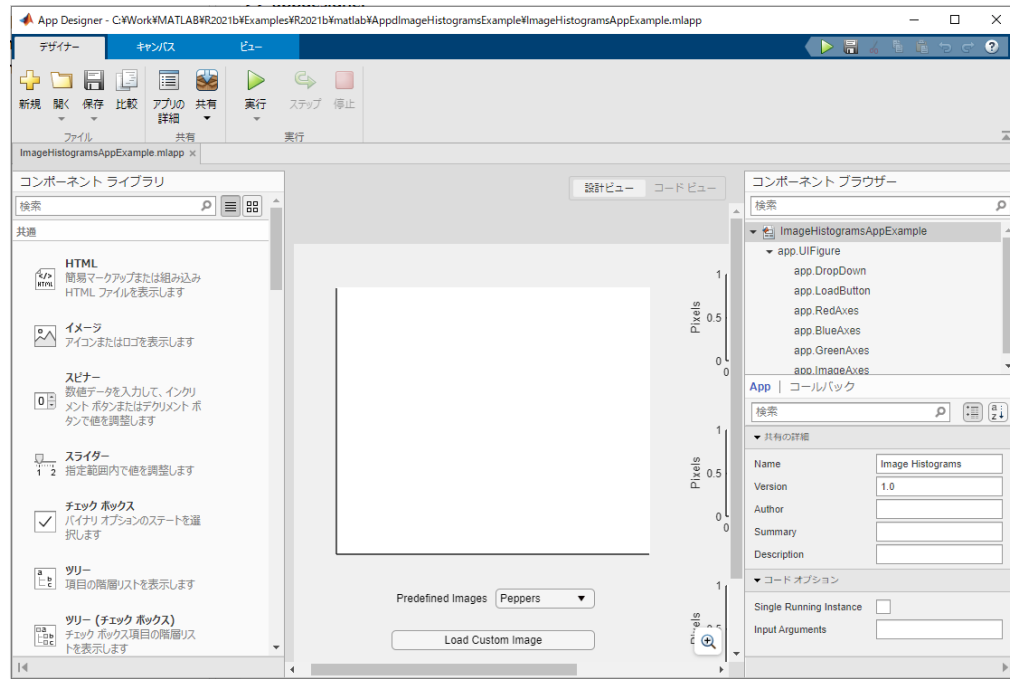 App Designer - C:¥Work¥MATLAB¥R2021b¥Examples¥R2021b¥matlab¥AppdImageHistogramsExample¥ImageHistogramsAppExample.mlapp
デザイナー キャンバス ビュー
新規 開く 保存 比較 アプリの詳細 共有 実行 ステップ 停止
ファイル 共有 実行
ImageHistogramsAppExample.mlapp ×
コンポーネント ライブラリ
検索
共通
HTML
簡易マークアップまたは組み込み
HTML ファイルを表示します
イメージ
アイコンまたはロゴを表示します
スピナー
数値データを入力して、インクリ
メント ボタンまたはデクリメント ボ
タンで値を調整します
スライダー
指定範囲内で値を調整します
チェック ボックス
バイナリ オプションのステートを選
択します
ツリー
項目の階層リストを表示します
ツリー (チェック ボックス)
チェック ボックス項目の階層リス
トを表示します
設計ビュー コード ビュー
1
Pixels
0.5
0
0
1
Pixels
0.5
0
0
1
Predefined Images Peppers
Load Custom Image
コンポーネント ブラウザー
検索
ImageHistogramsAppExample
app.UIFigure
app.DropDown
app.LoadButton
app.RedAxes
app.BlueAxes
app.GreenAxes
app.ImageAxes
App | コールバック
検索
共有の詳細
Name Image Histograms
Version 1.0
Author
Summary
Description
コード オプション
Single Running Instance
Input Arguments